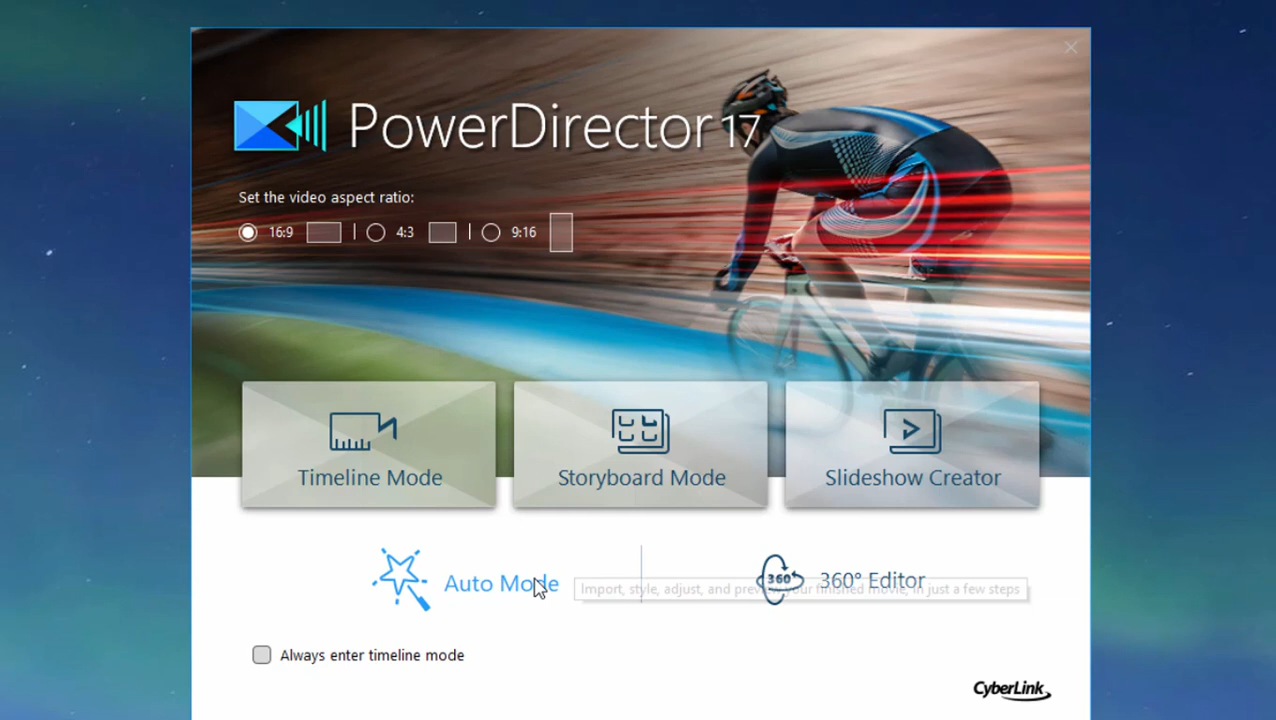 PowerDirector 17
Set the video aspect ratio:
16:9 4:3 9:16
Timeline Mode
Storyboard Mode
Slideshow Creator
Auto Mode
360
360° Editor
Import, style, adjust, and preview your finished movie, in just a few steps
Always enter timeline mode
CyberLink